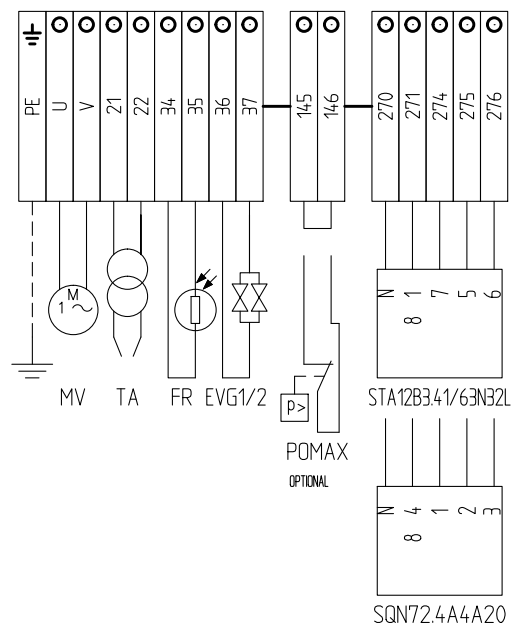 PE U V 21 22 34 35 36 37 145 146 270 271 274 275 276
M
1
N 1 7 5 6
8
P>
MV TA FR EVG1/2 STA12B3.41/63N32L
POMAX
OPTIONAL
N 4 1 2 3
8
SQN72.4A4A20